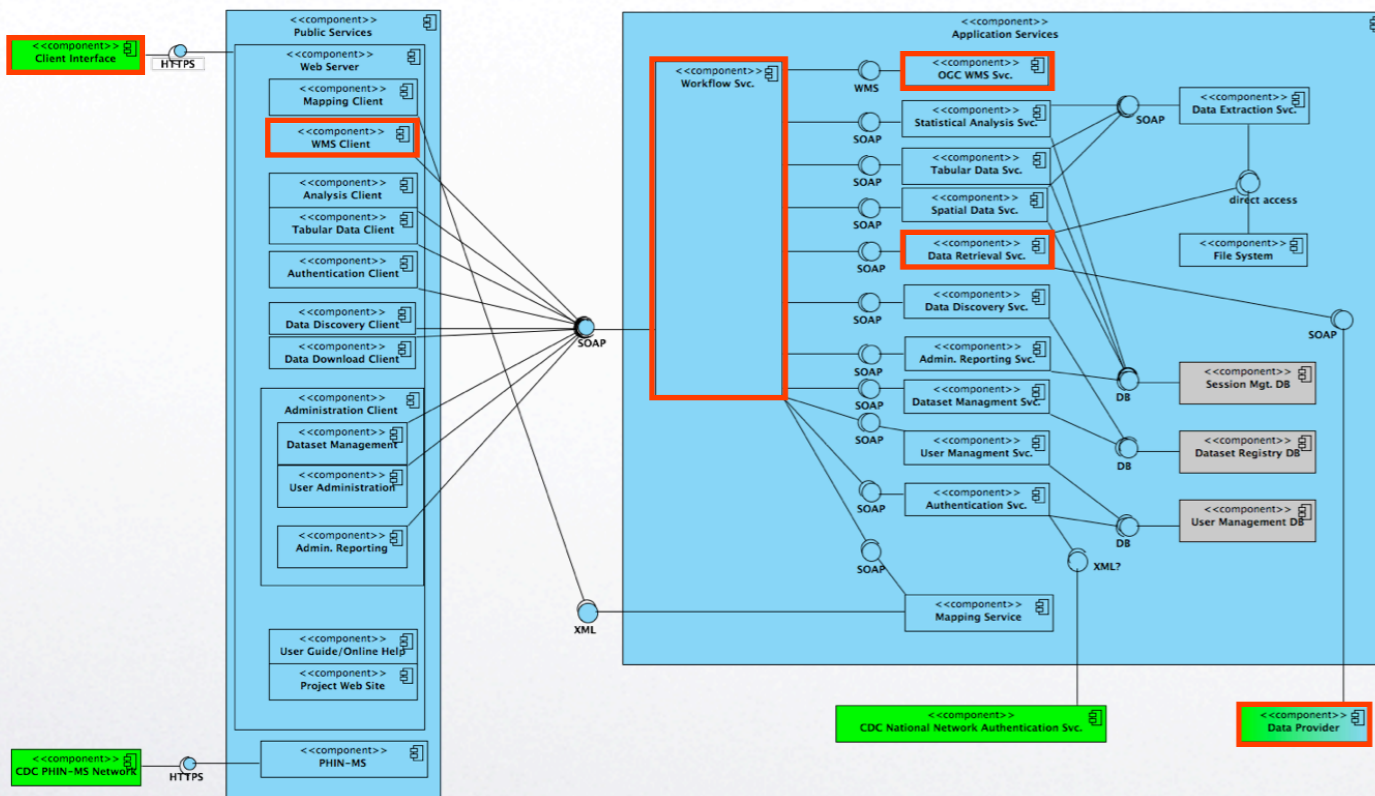 <<component>>
Client Interface
HTTPS
<<component>>
Public Services
<<component>>
Web Server
<<component>>
Mapping Client
<<component>>
WMS Client
<<component>>
Analysis Client
<<component>>
Tabular Data Client
<<component>>
Authentication Client
<<component>>
Data Discovery Client
<<component>>
Data Download Client
<<component>>
Administration Client
<<component>>
Dataset Management
<<component>>
User Administration
<<component>>
Admin. Reporting
<<component>>
User Guide/Online Help
<<component>>
Project Web Site
<<component>>
PHIN-MS
<<component>>
CDC PHIN-MS Network
HTTPS
SOAP
XML
<<component>>
Application Services
<<component>>
Workflow Svc.
WMS
SOAP
SOAP
SOAP
SOAP
SOAP
SOAP
SOAP
SOAP
SOAP
SOAP
<<component>>
OGC WMS Svc.
<<component>>
Statistical Analysis Svc.
<<component>>
Tabular Data Svc.
<<component>>
Spatial Data Svc.
<<component>>
Data Retrieval Svc.
<<component>>
Data Discovery Svc.
<<component>>
Admin. Reporting Svc.
<<component>>
Dataset Managment Svc.
<<component>>
User Managment Svc.
<<component>>
Authentication Svc.
<<component>>
Mapping Service
SOAP
<<component>>
Data Extraction Svc.
direct access
<<component>>
File System
SOAP
DB
<<component>>
Session Mgt. DB
DB
<<component>>
Dataset Registry DB
DB
<<component>>
User Management DB
XML?
<<component>>
CDC National Network Authentication Svc.
<<component>>
Data Provider